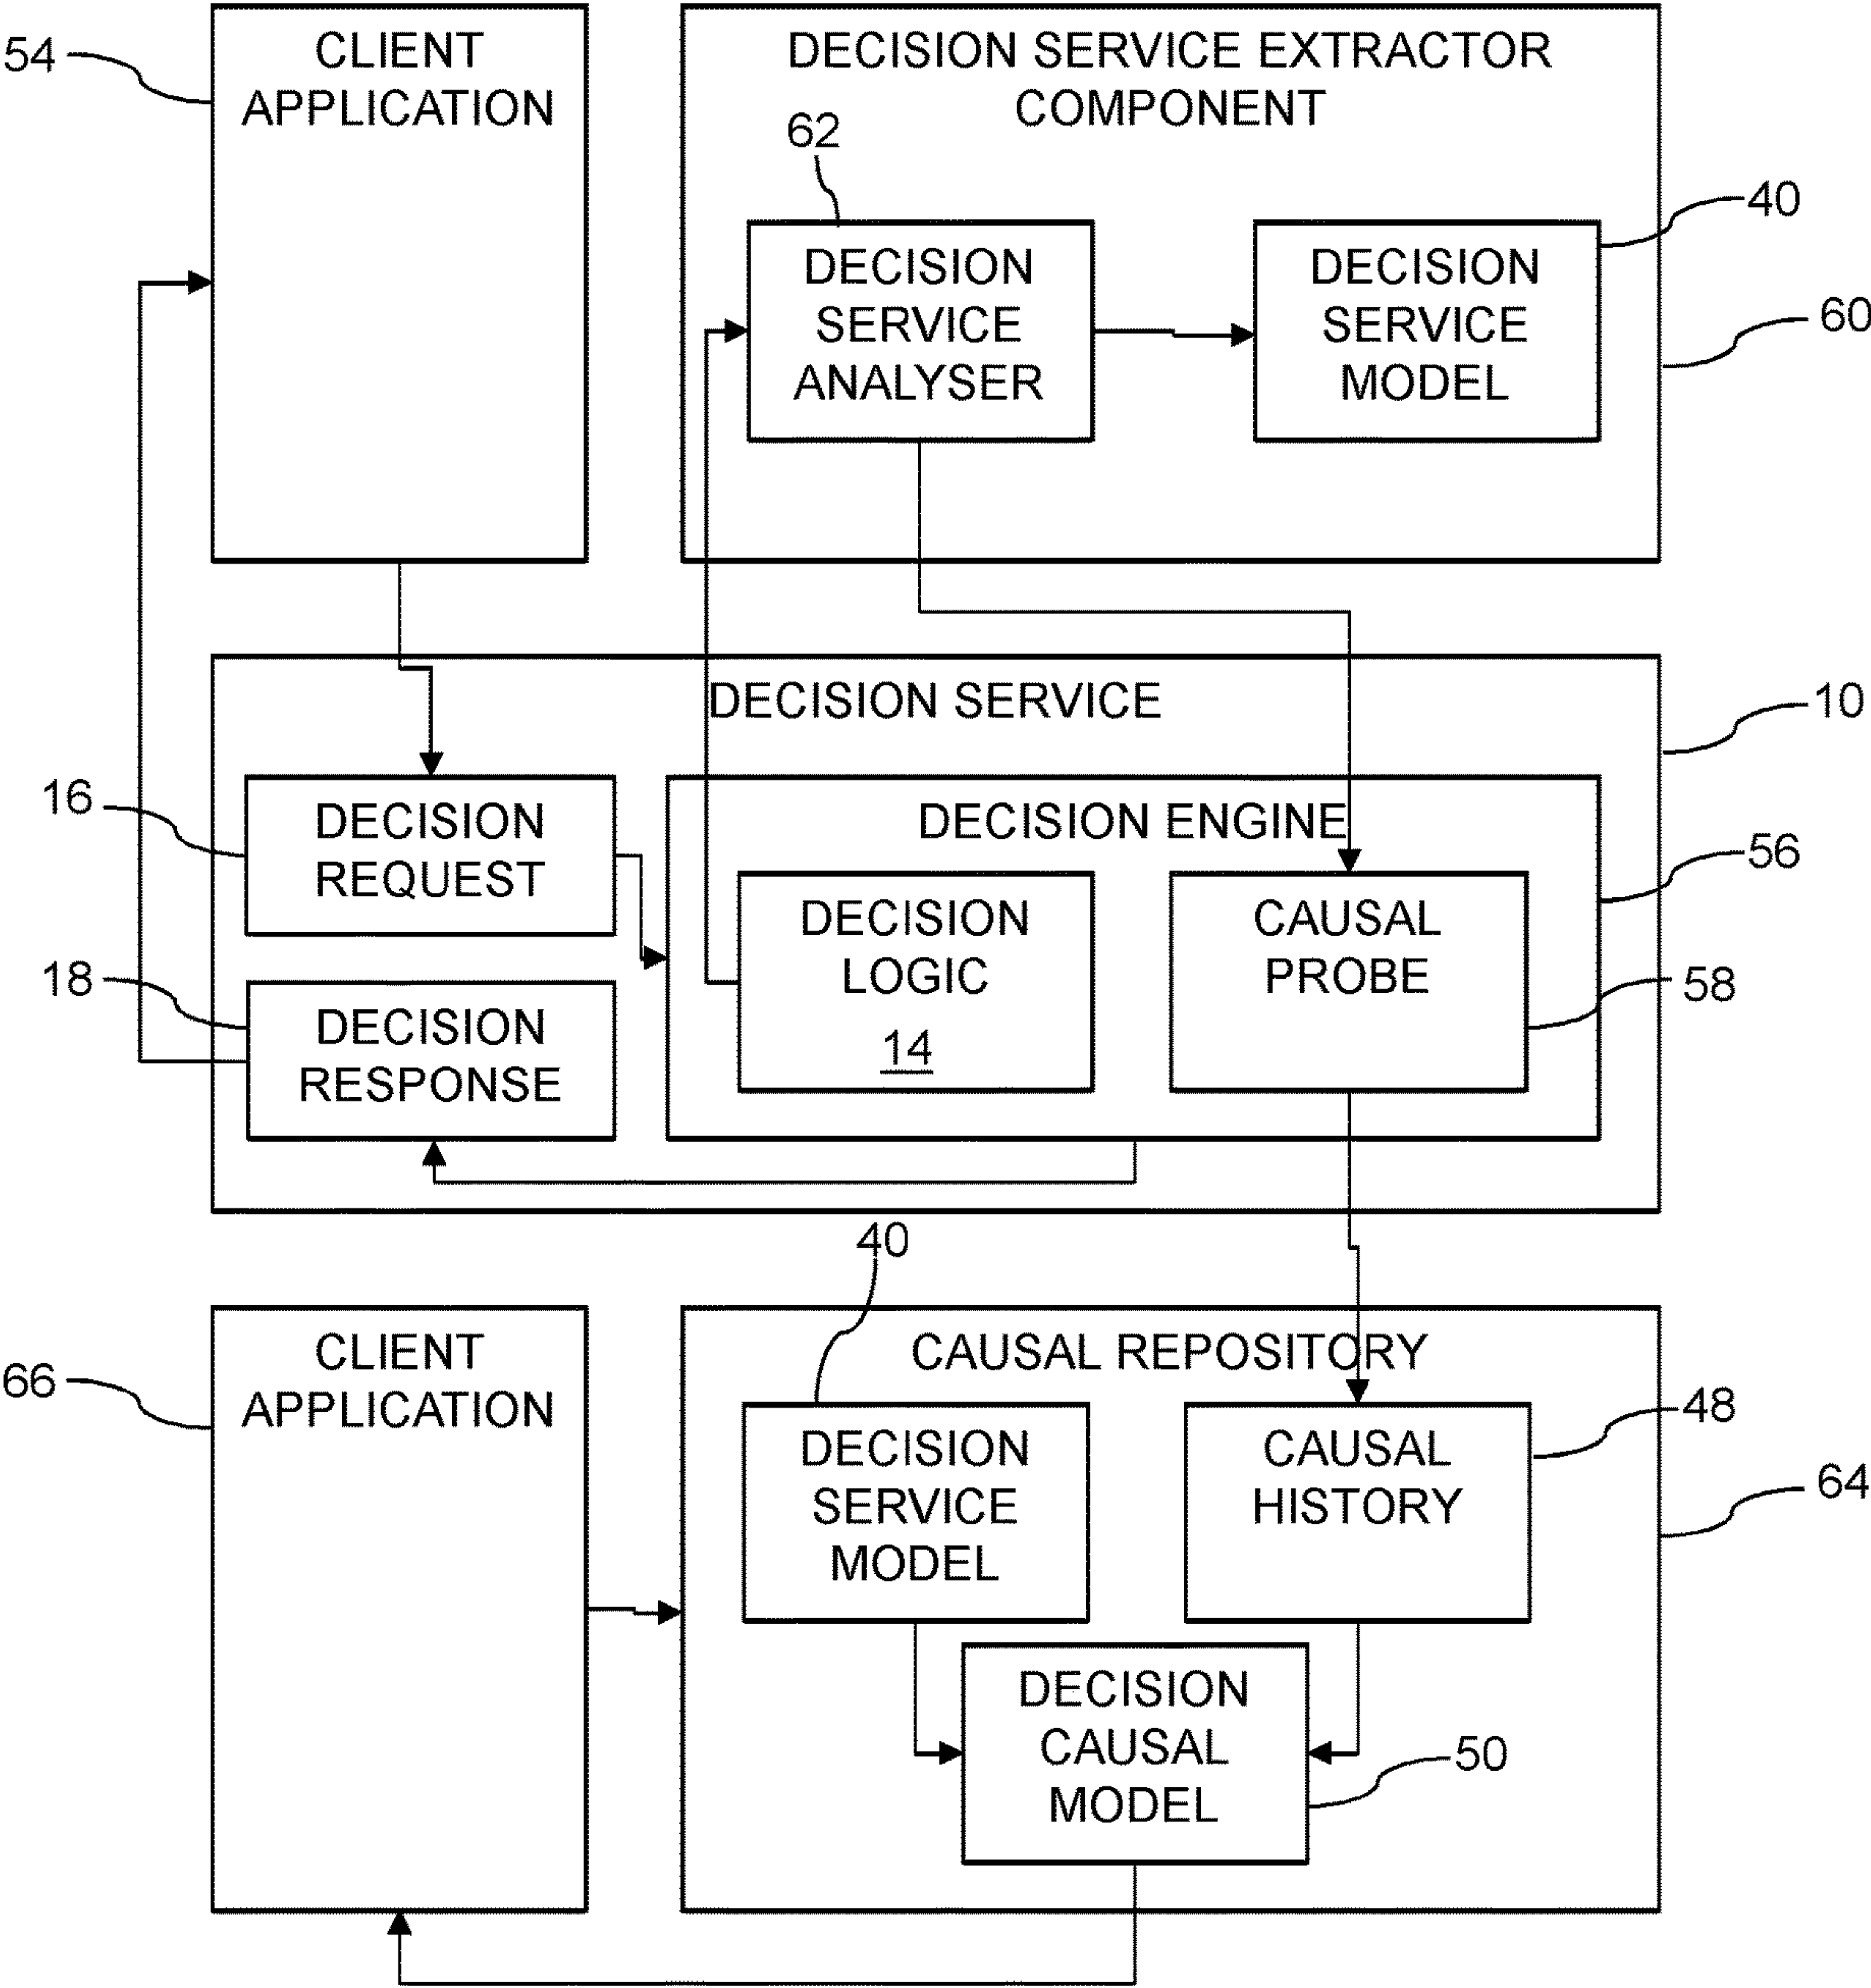 54
CLIENT
APPLICATION
DECISION SERVICE EXTRACTOR
COMPONENT
62
40
DECISION
SERVICE
ANALYSER
DECISION
SERVICE
MODEL
60
DECISION SERVICE
10
16
DECISION
REQUEST
DECISION ENGINE
56
DECISION
LOGIC
14
CAUSAL
PROBE
58
18
DECISION
RESPONSE
40
66
CLIENT
APPLICATION
CAUSAL REPOSITORY
48
DECISION
SERVICE
MODEL
CAUSAL
HISTORY
64
DECISION
CAUSAL
MODEL
50